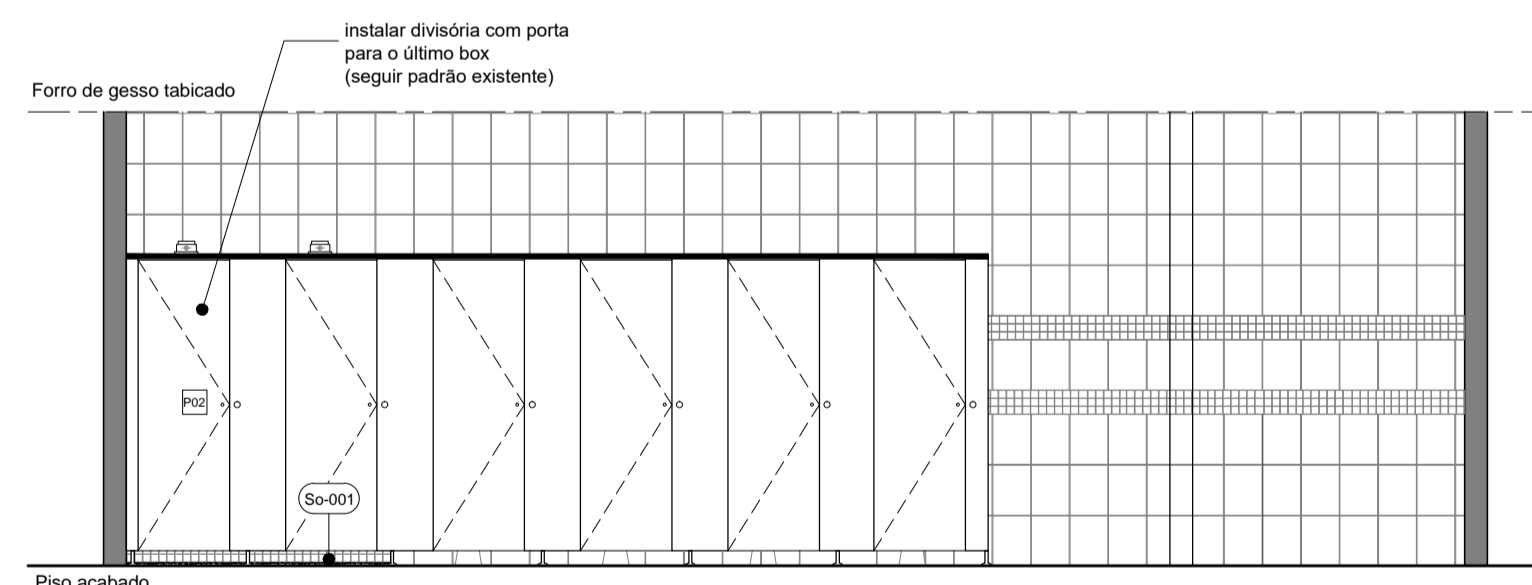 instalar divisória com porta
para o último box
(seguir padrão existente)
Forro de gesso tabicado
P02
So-001
Piso acabado